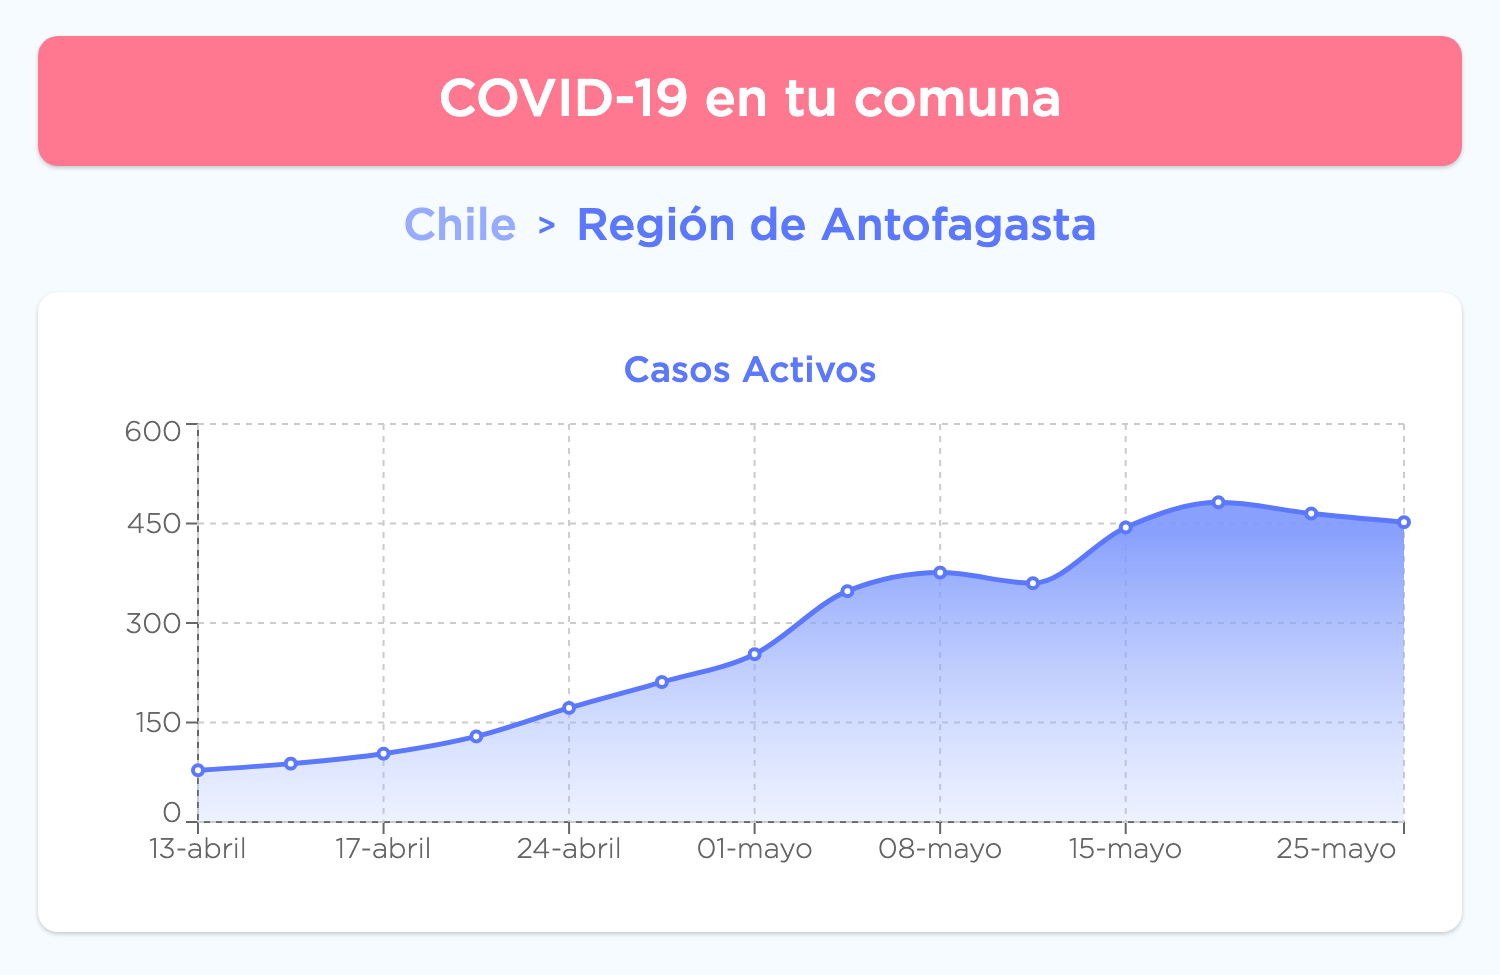 COVID-19 en tu comuna
Chile > Región de Antofagasta
Casos Activos
600
450
300
150
0
13-abril 17-abril 24-abril 01-mayo 08-mayo 15-mayo 25-mayo